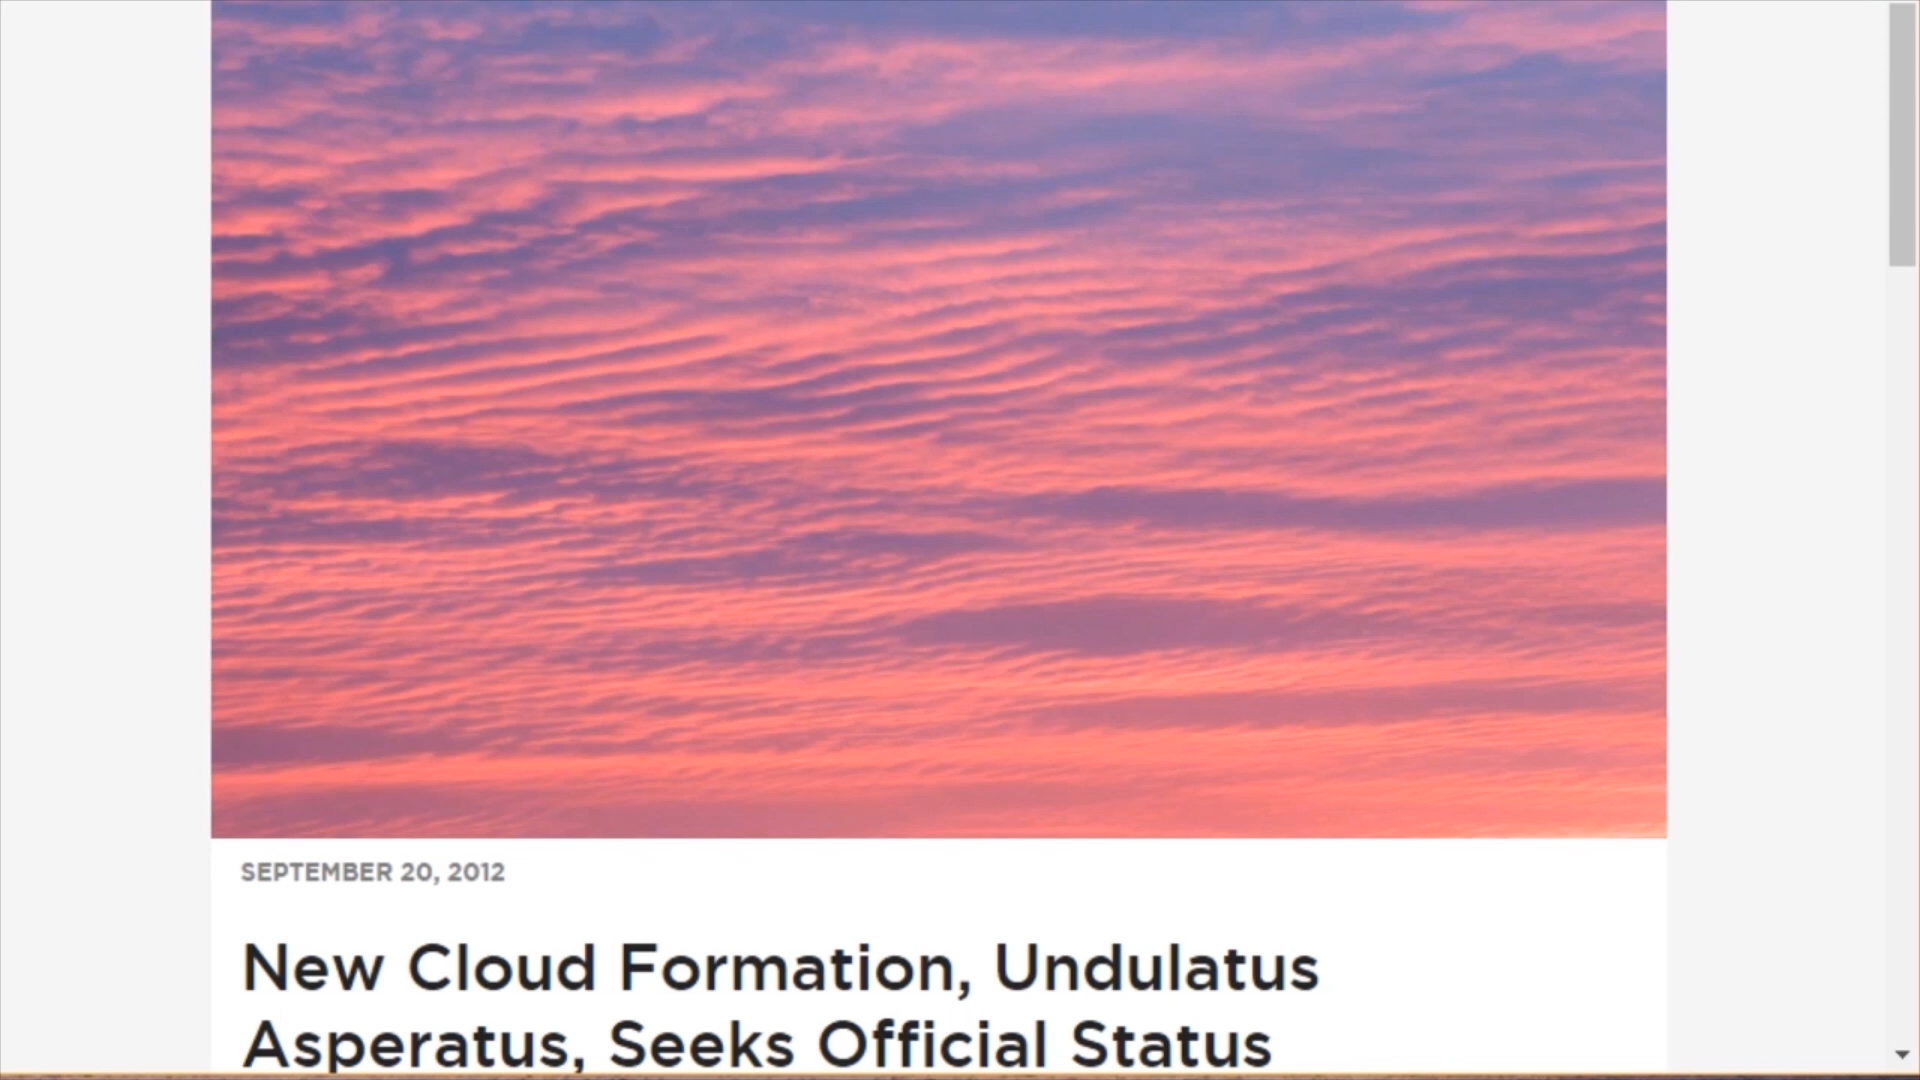 SEPTEMBER 20, 2012
New Cloud Formation, Undulatus
Asperatus, Seeks Official Status